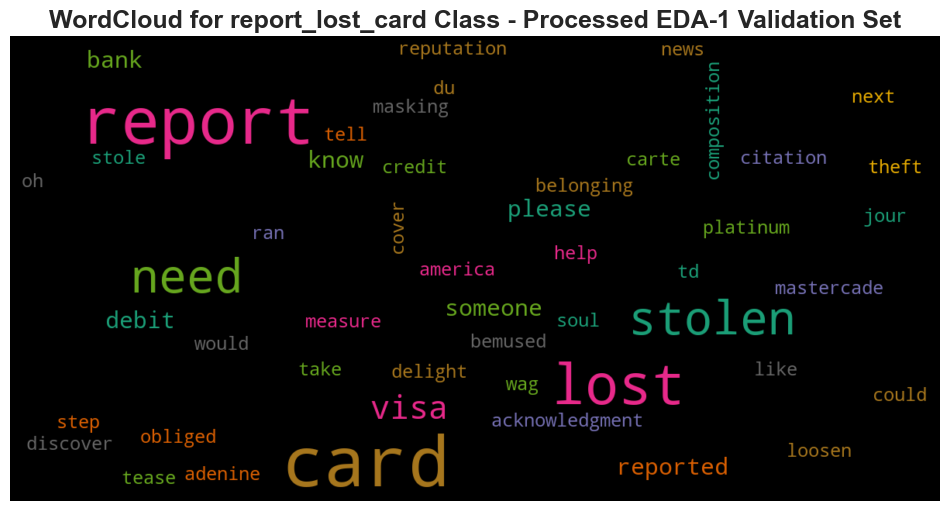 WordCloud for report_lost_card Class - Processed EDA-1 Validation Set
bank
reputation
news
du
masking
composition
next
report
tell
stole
know
credit
carte
citation
theft
oh
belonging
please
jour
ran
cover
platinum
help
need
america
td
mastercade
debit
measure
someone
soul
stolen
would
bemused
take
delight
wag
lost
like
could
visa
acknowledgment
step
discover
obliged
card
reported
loosen
tease
adenine